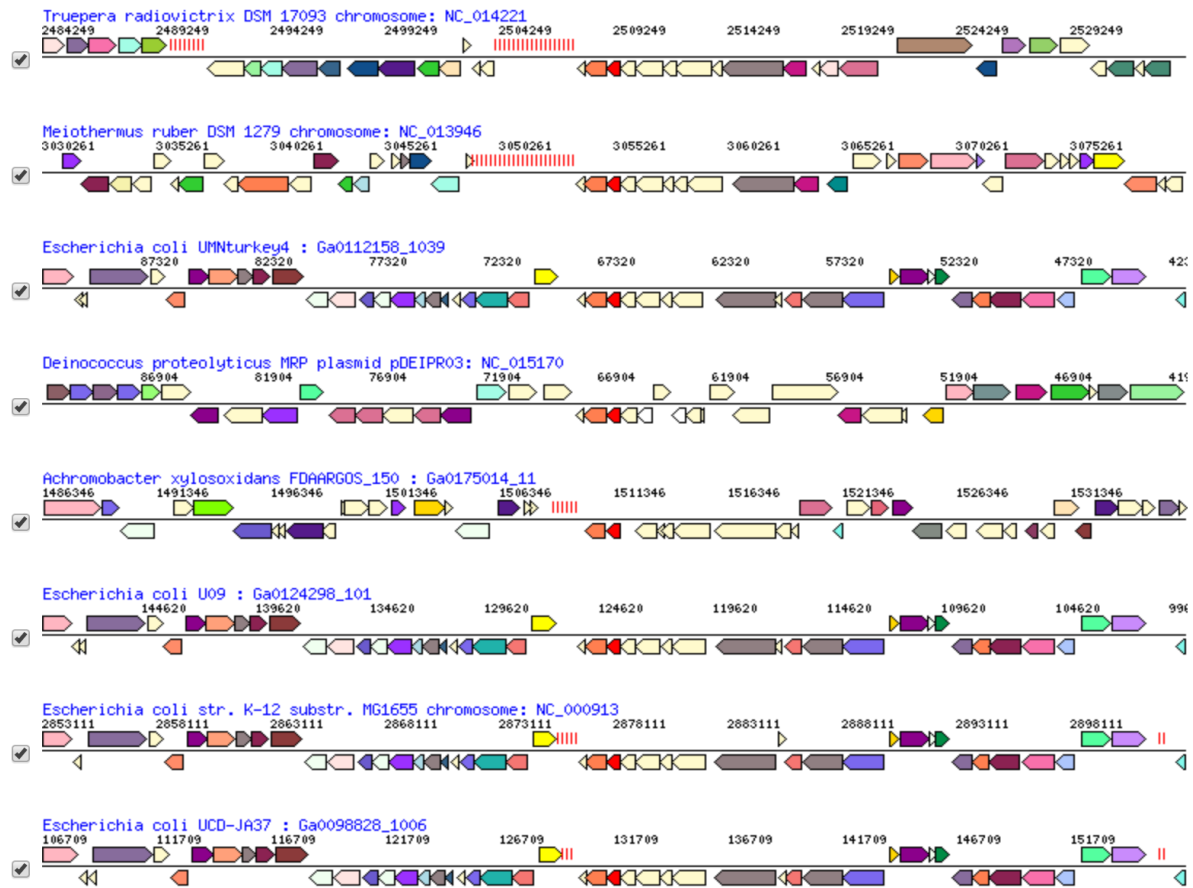 Truepera radiovictrix DSM 17093 chromosome: NC_014221
2484249 2489249 2494249 2499249 2504249 2509249 2514249 2519249 2524249 2529249
Meiothermus ruber DSM 1279 chromosome: NC_013946
3030261 3035261 3040261 3045261 3050261 3055261 3060261 3065261 3070261 3075261
Escherichia coli UMNturkey4 : Ga0112158_1039
87320 82320 77320 72320 67320 62320 57320 52320 47320 423
Deinococcus proteolyticus MRP plasmid pDEIPR03: NC_015170
86904 81904 76904 71904 66904 61904 56904 51904 46904 419
Achromobacter xylosoxidans FDAARGOS_150 : Ga0175014_11
1486346 1491346 1496346 1501346 1506346 1511346 1516346 1521346 1526346 1531346
Escherichia coli U09 : Ga0124298_101
144620 139620 134620 129620 124620 119620 114620 109620 104620 996
Escherichia coli str. K-12 substr. MG1655 chromosome: NC_000913
2853111 2858111 2863111 2868111 2873111 2878111 2883111 2888111 2893111 2898111
Escherichia coli UCD-JA37 : Ga0098828_1006
106709 111709 116709 121709 126709 131709 136709 141709 146709 151709